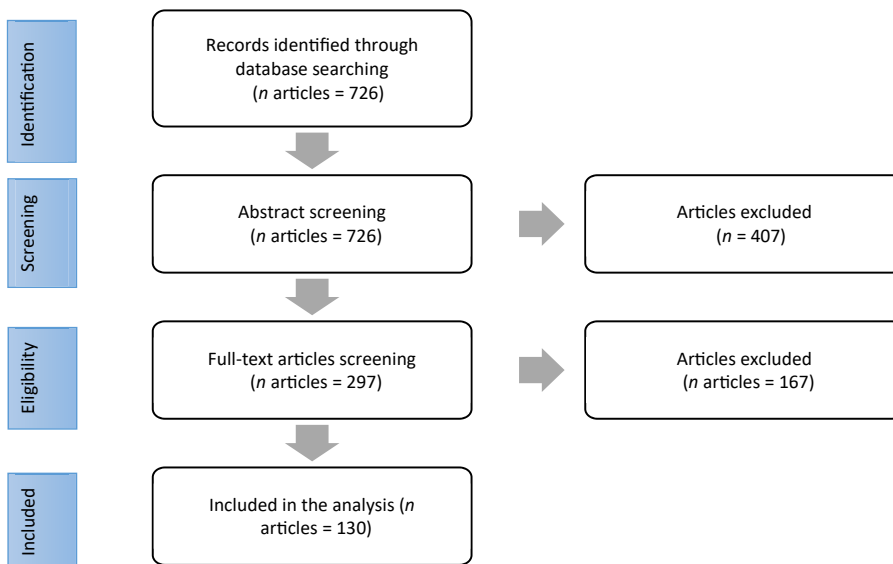 Identification
Records identified through
database searching
(n articles = 726)
Screening
Abstract screening
(n articles = 726)
Articles excluded
(n = 407)
Eligibility
Full-text articles screening
(n articles = 297)
Articles excluded
(n articles = 167)
Included
Included in the analysis (n
articles = 130)